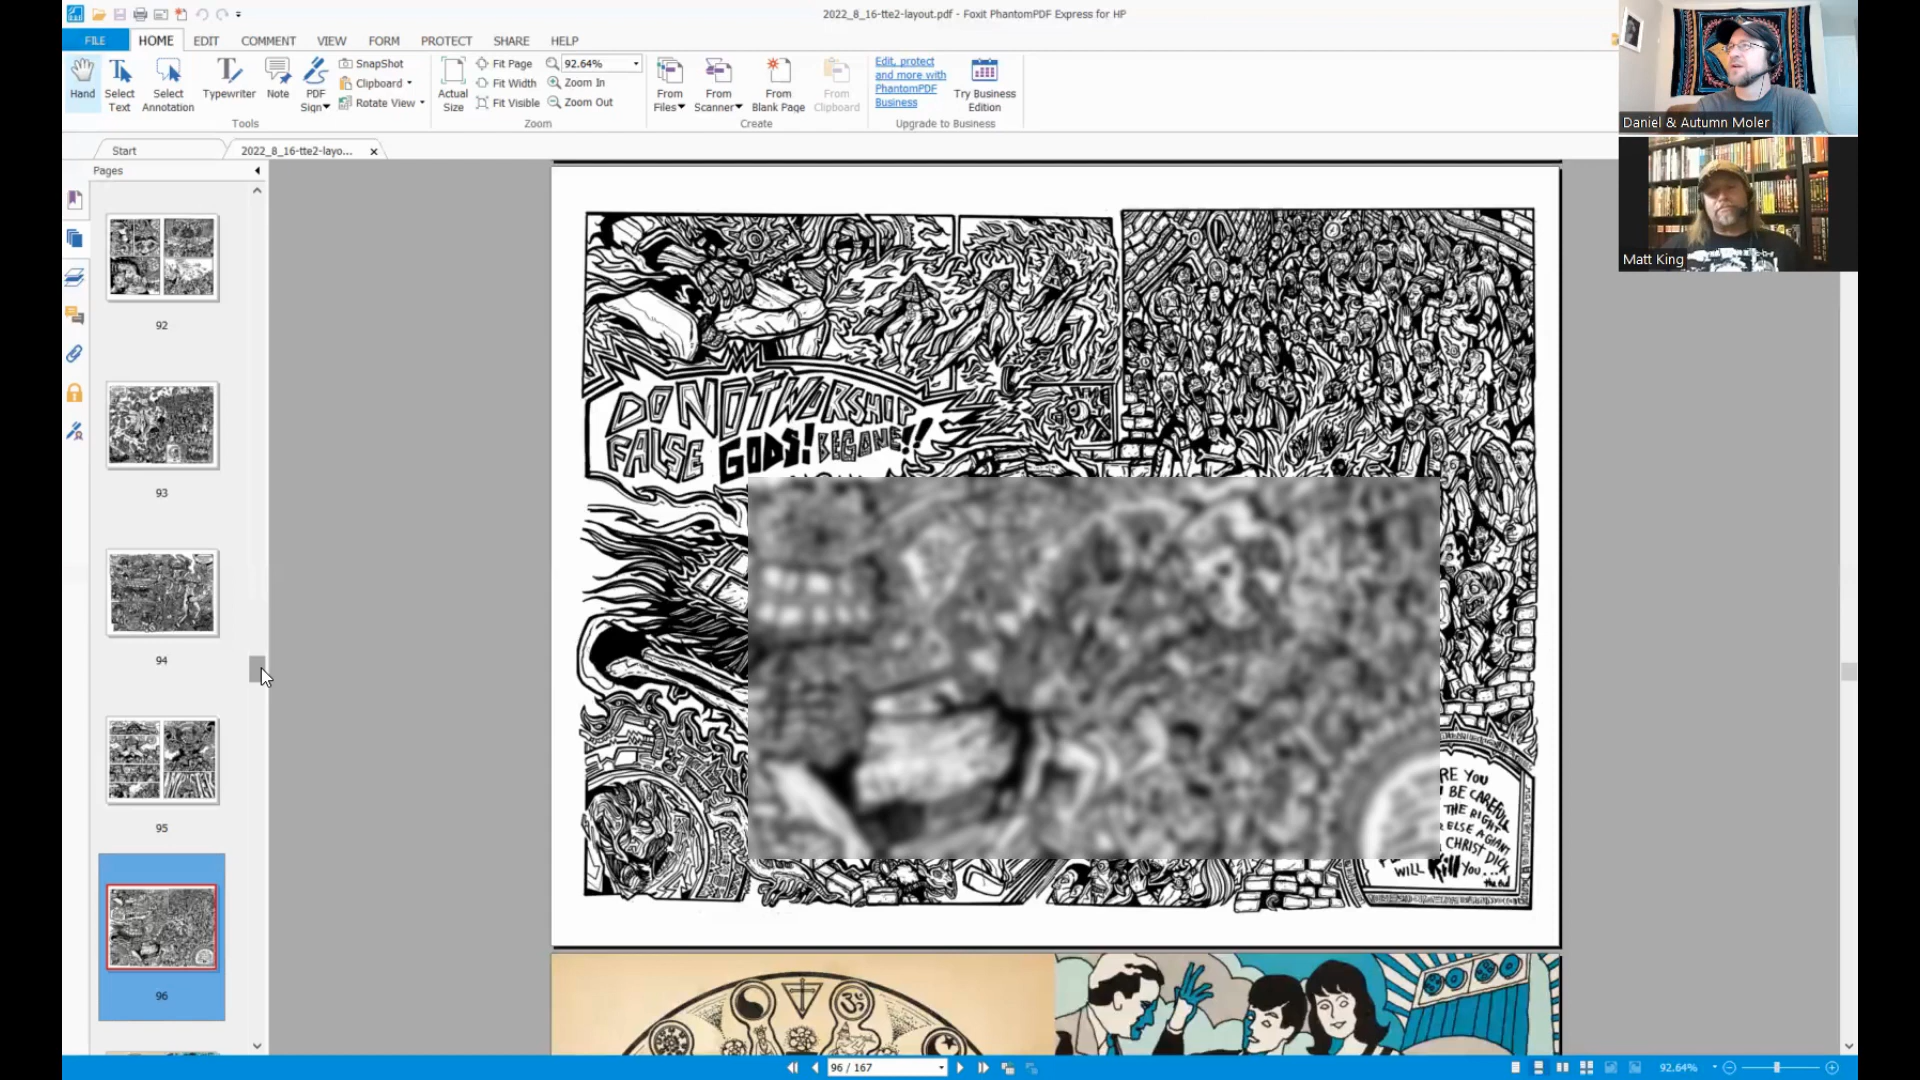 2022_8_16-tte2-layout.pdf - Foxit PhantomPDF Express for HP
FILE HOME EDIT COMMENT VIEW FORM PROTECT SHARE HELP
Hand
Select Text
Select Annotation
Typewriter
Note
PDF Sign
SnapShot
Clipboard
Rotate View
Tools
Actual Size
Fit Page
Fit Width
Fit Visible
92.64%
Zoom In
Zoom Out
Zoom
From Files
From Scanner
From Blank Page
From Clipboard
Create
Edit, protect
and more with
PhantomPDF
Business
Try Business Edition
Upgrade to Business
Daniel & Autumn Moler
Matt King
Start
2022_8_16-tte2-layo...
Pages
92
93
94
95
96
DO NOT WORSHIP
FALSE GODS! BEGONE!!
RE YOU
BE CAREFUL
THE RIGHT
ELSE A GIANT
CHRIST DICK
WILL Kill YOU...
the End
96 / 167
92.64%